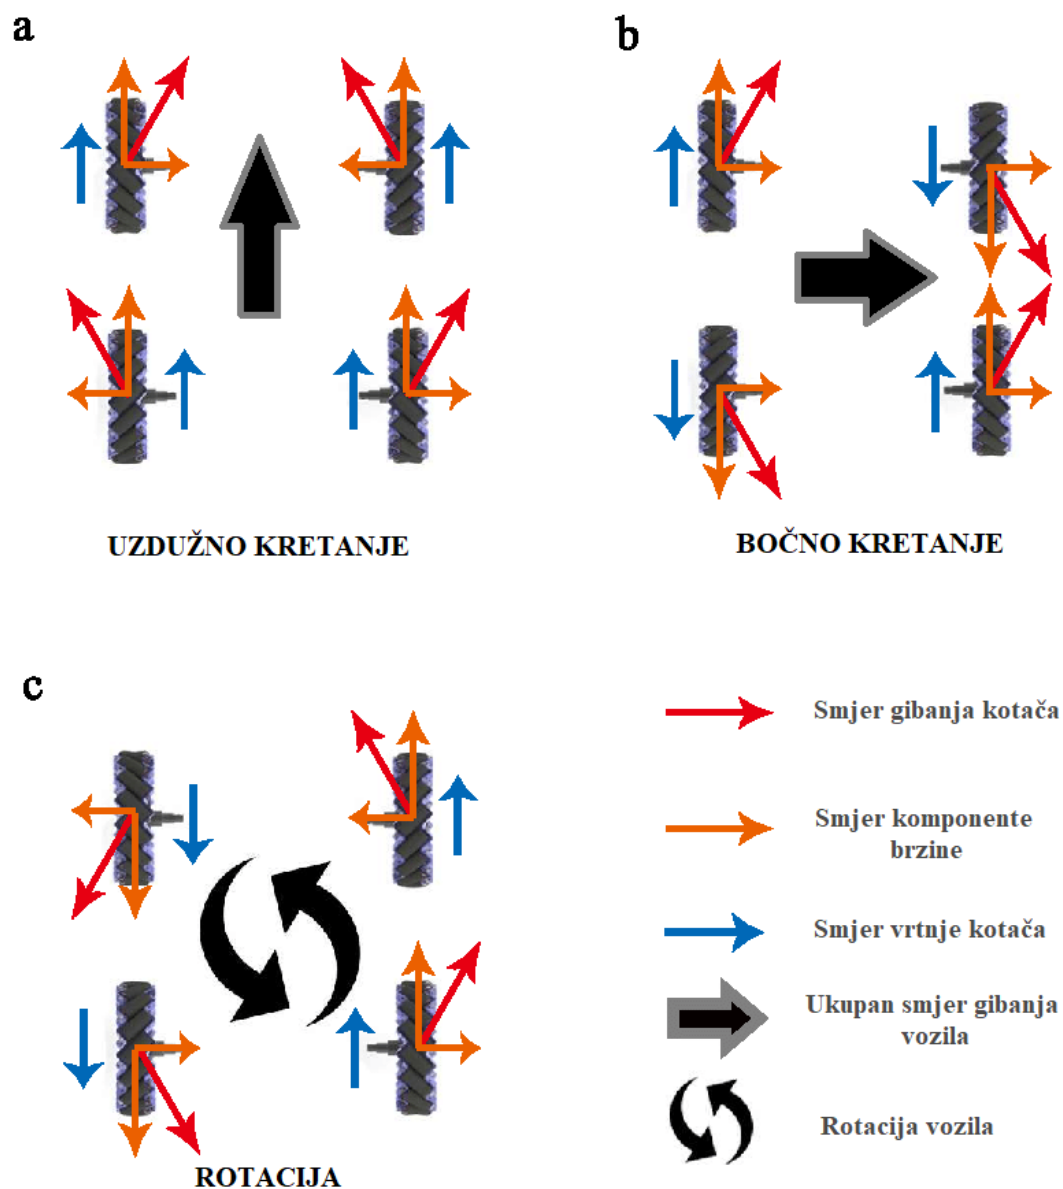 a
b
UZDUŽNO KRETANJE
BOČNO KRETANJE
c
Smjer gibanja kotača
Smjer komponente
brzine
Smjer vrtnje kotača
Ukupan smjer gibanja
vozila
Rotacija vozila
ROTACIJA